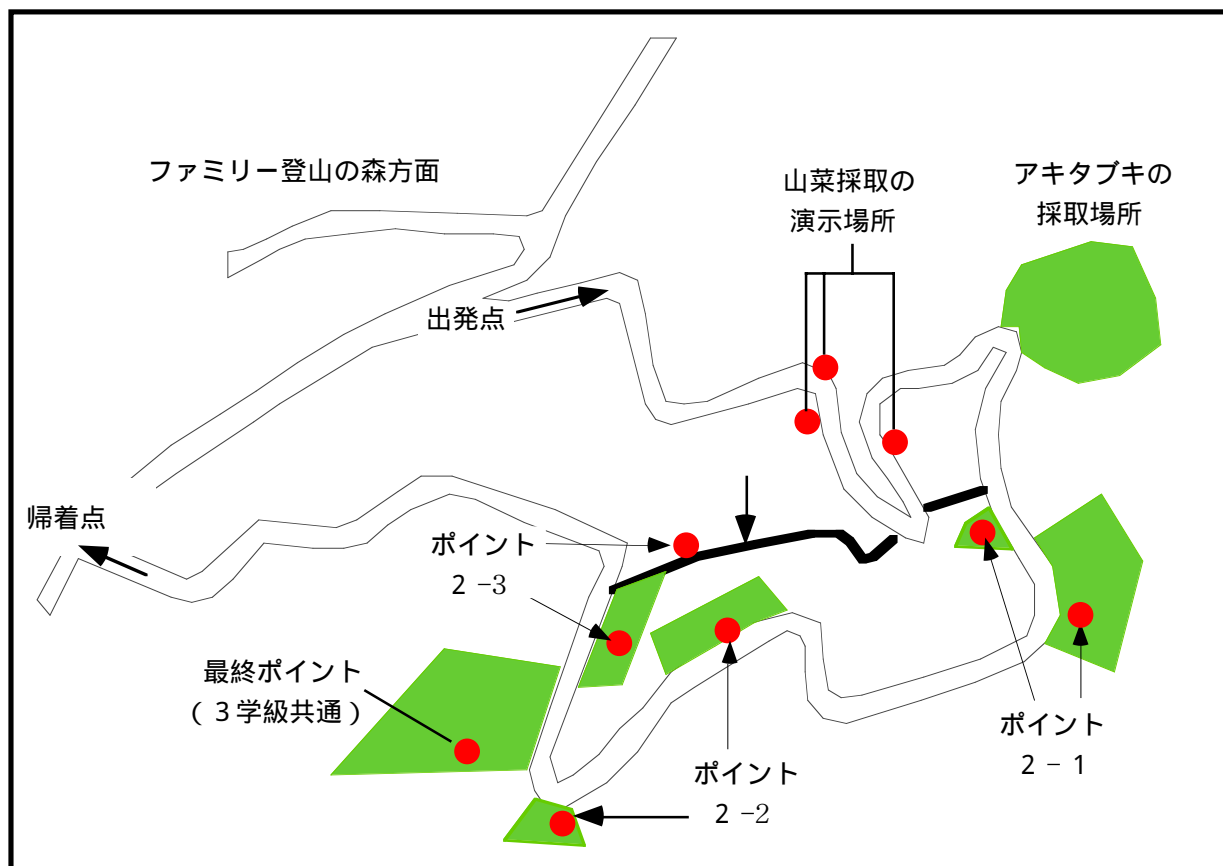 ファミリー登山の森方面
山菜採取の
演示場所
アキタブキの
採取場所
出発点
帰着点
ポイント
2－3
最終ポイント
(３学級共通)
ポイント
2－2
ポイント
2－1